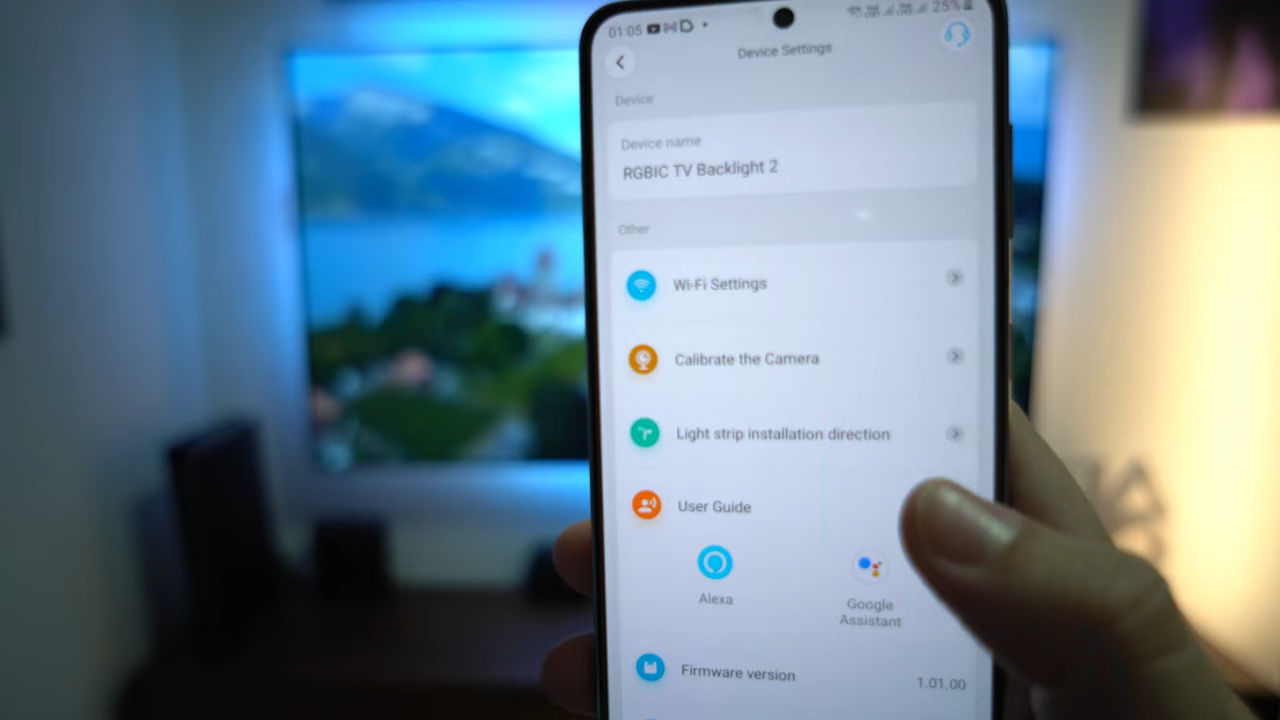 01:05
25%
Device Settings
Device
Device name
RGBIC TV Backlight 2
Other
Wi-Fi Settings
Calibrate the Camera
Light strip installation direction
User Guide
Alexa
Google
Assistant
Firmware version
1.01.00